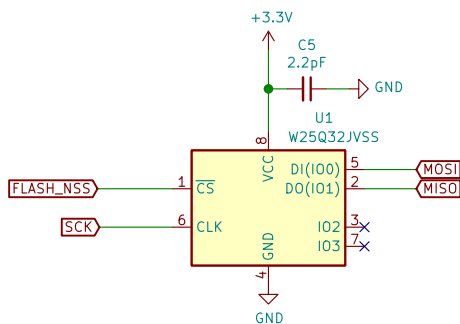 +3.3V
C5
2.2pF
GND
U1
W25Q32JVSS
8
VCC
FLASH_NSS 1 CS DI(IO0) 5 MOSI
DO(IO1) 2 MISO
SCK 6 CLK IO2 3
IO3 7
GND
4
GND